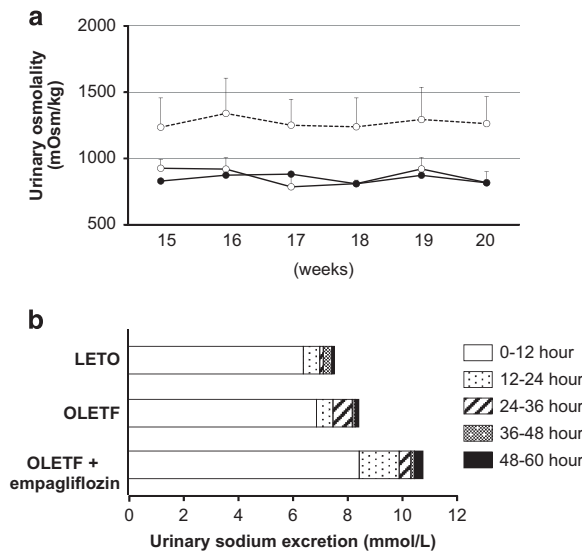 a
Urinary osmolality
(mOsm/kg)
2000
1500
1000
500
15 16 17 18 19 20
(weeks)
b
LETO
OLETF
OLETF +
empagliflozin
0 2 4 6 8 10 12
Urinary sodium excretion (mmol/L)
0-12 hour
12-24 hour
24-36 hour
36-48 hour
48-60 hour